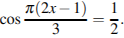 cos π(2x − 1)/3 = 1/2.